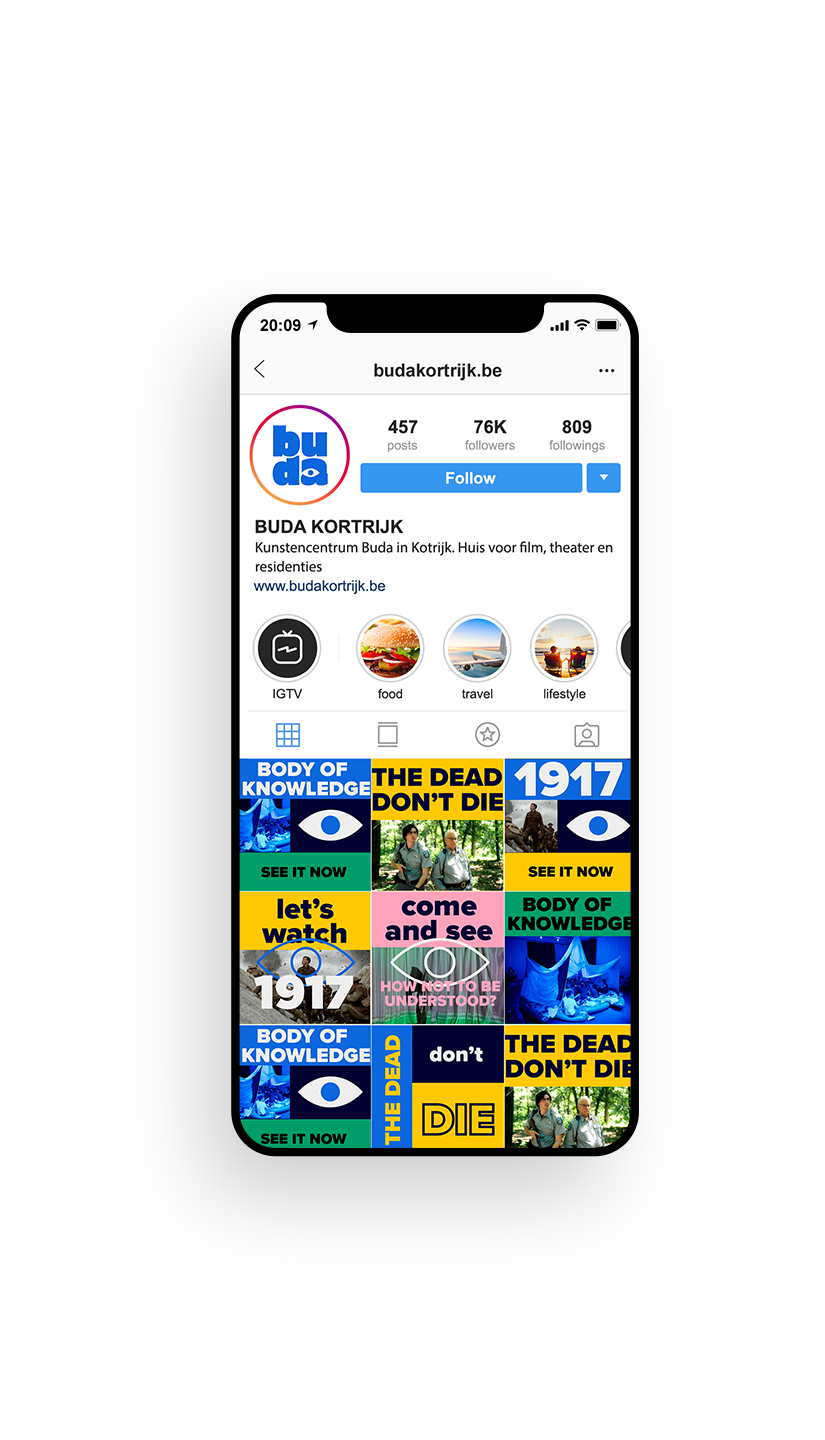 20:09
budakortrijk.be
bu
da
457
76K
809
posts
followers
followings
Follow
BUDA KORTRIJK
Kunstencentrum Buda in Kotrijk. Huis voor film, theater en
residenties
www.budakortrijk.be
IGTV
food
travel
lifestyle
BODY OF
KNOWLEDGE
SEE IT NOW
THE DEAD
DON'T DIE
1917
SEE IT NOW
let's
watch
1917
come
and see
HOW NOT TO BE
UNDERSTOOD?
BODY OF
KNOWLEDGE
BODY OF
KNOWLEDGE
SEE IT NOW
THE DEAD
don't
DIE
THE DEAD
DON'T DIE